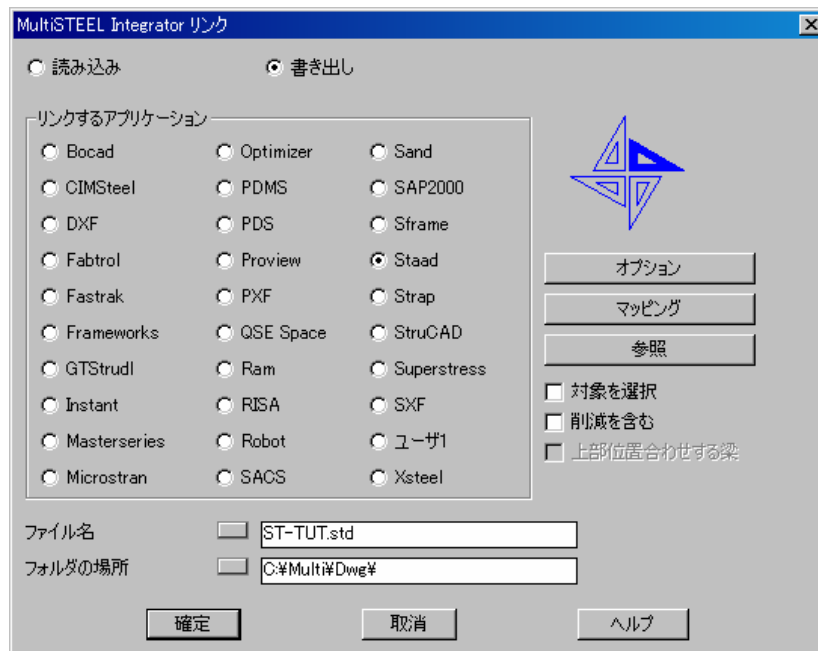 MultiSTEEL Integrator リンク
読み込み 書き出し
リンクするアプリケーション
Bocad Optimizer Sand
CIMSteel PDMS SAP2000
DXF PDS Sframe
Fabtrol Proview Staad
Fastrak PXF Strap
Frameworks QSE Space StruCAD
GTStrudl Ram Superstress
Instant RISA SXF
Masterseries Robot ユーザ1
Microstran SACS Xsteel
オプション
マッピング
参照
対象を選択
削減を含む
上部位置合わせする梁
ファイル名 ST-TUT.std
フォルダの場所 C:¥Multi¥Dwg¥
確定 取消 ヘルプ